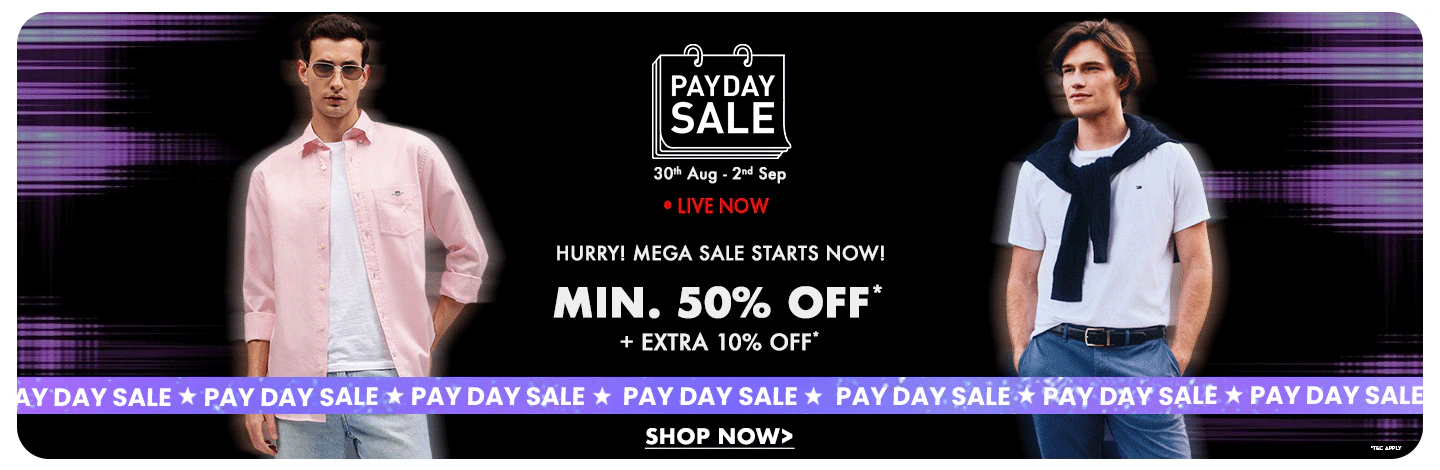 PAYDAY
SALE
30th Aug - 2nd Sep
• LIVE NOW
HURRY! MEGA SALE STARTS NOW!
MIN. 50% OFF*
+ EXTRA 10% OFF*
AY DAY SALE ★ PAY DAY SALE ★ PAY DAY SALE ★ PAY DAY SALE ★ PAY DAY SALE ★ PAY DAY SALE ★ PAY DAY SALE
SHOP NOW>
*T&C APPLY